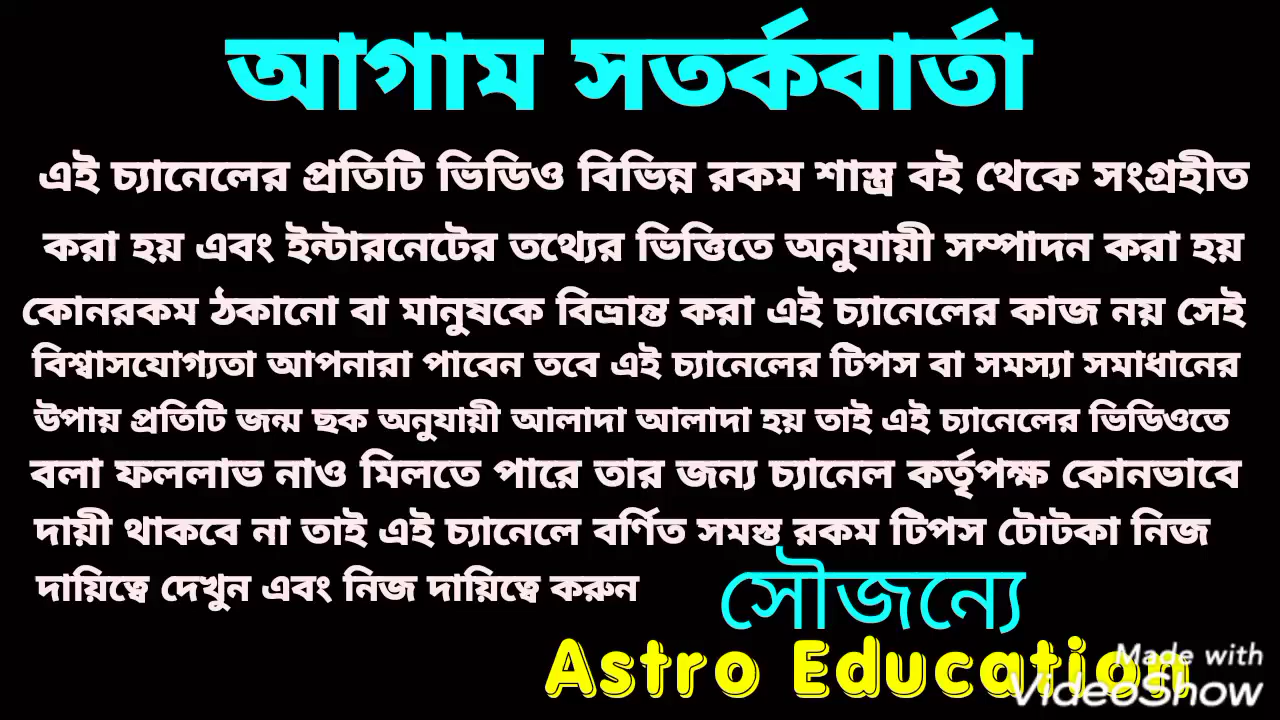 আগাম সতর্কবার্তা
এই চ্যানেলের প্রতিটি ভিডিও বিভিন্ন রকম শাস্ত্র বই থেকে সংগ্রহীত
করা হয় এবং ইন্টারনেটের তথ্যের ভিত্তিতে অনুযায়ী সম্পাদন করা হয়
কোনরকম ঠকানো বা মানুষকে বিভ্রান্ত করা এই চ্যানেলের কাজ নয় সেই
বিশ্বাসযোগ্যতা আপনারা পাবেন তবে এই চ্যানেলের টিপস বা সমস্যা সমাধানের
উপায় প্রতিটি জন্ম ছক অনুযায়ী আলাদা আলাদা হয় তাই এই চ্যানেলের ভিডিওতে
বলা ফললাভ নাও মিলতে পারে তার জন্য চ্যানেল কর্তৃপক্ষ কোনভাবে
দায়ী থাকবে না তাই এই চ্যানেলে বর্ণিত সমস্ত রকম টিপস টোটকা নিজ
দায়িত্বে দেখুন এবং নিজ দায়িত্বে করুন
সৌজন্যে
Astro Education
Made with
VideoShow